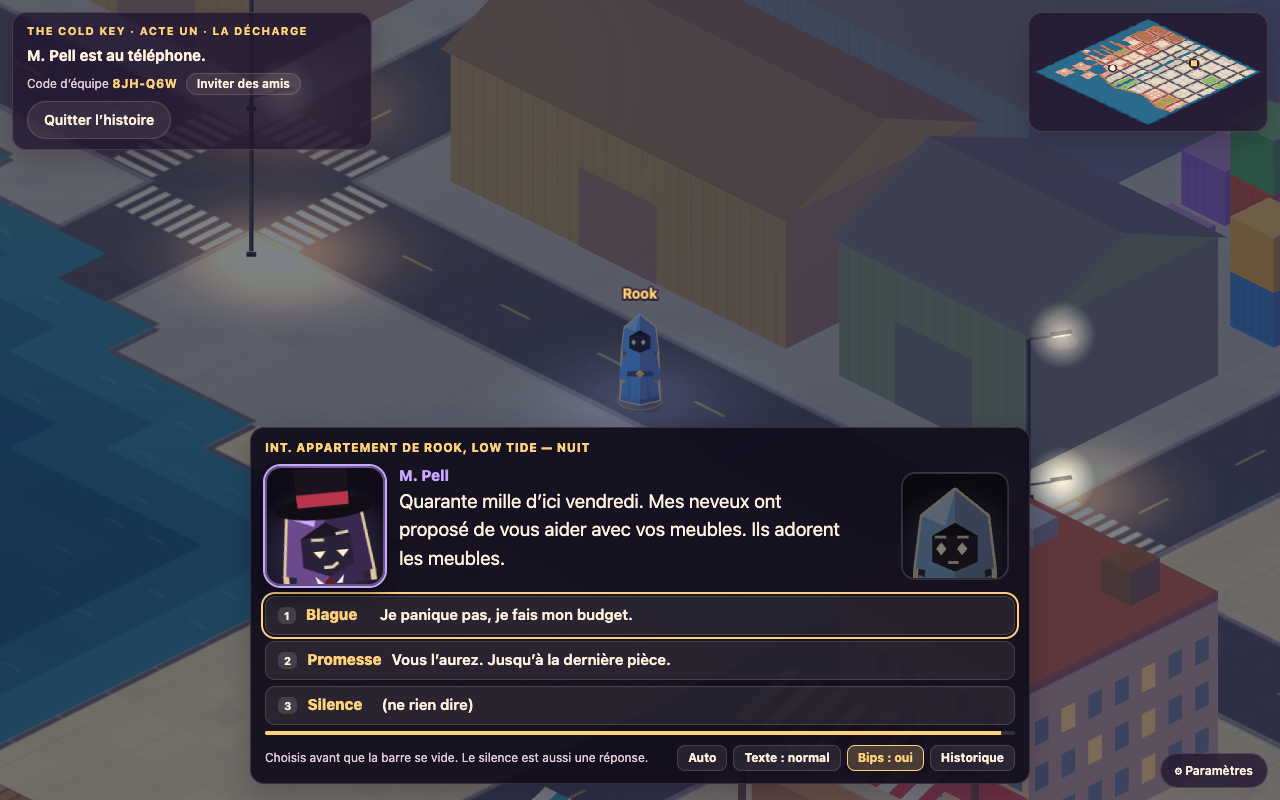 THE COLD KEY · ACTE UN · LA DÉCHARGE
M. Pell est au téléphone.
Code d’équipe 8JH-Q6W Inviter des amis
Quitter l’histoire
Rook
INT. APPARTEMENT DE ROOK, LOW TIDE — NUIT
M. Pell
Quarante mille d’ici vendredi. Mes neveux ont
proposé de vous aider avec vos meubles. Ils adorent
les meubles.
1 Blague Je panique pas, je fais mon budget.
2 Promesse Vous l’aurez. Jusqu’à la dernière pièce.
3 Silence (ne rien dire)
Choisis avant que la barre se vide. Le silence est aussi une réponse. Auto Texte : normal Bips : oui Historique
⚙ Paramètres